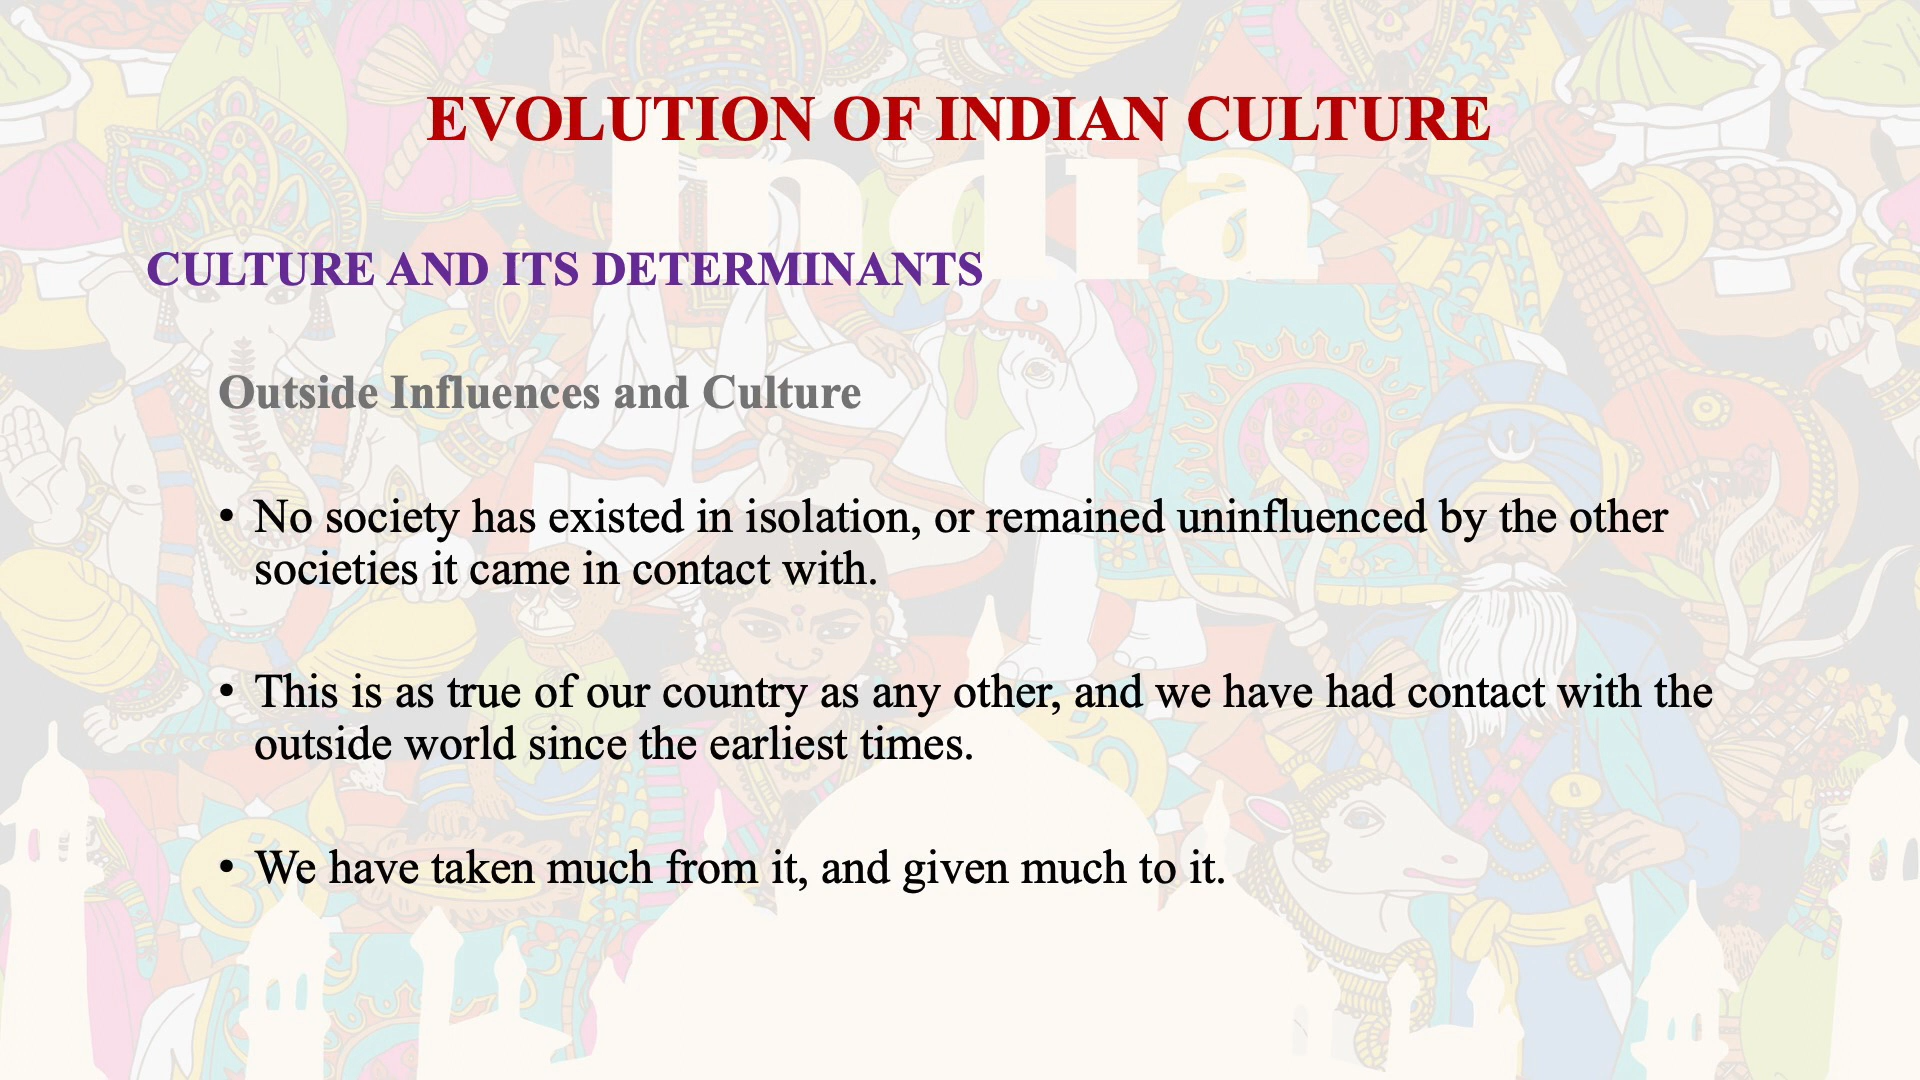 EVOLUTION OF INDIAN CULTURE
India
CULTURE AND ITS DETERMINANTS
Outside Influences and Culture
• No society has existed in isolation, or remained uninfluenced by the other
societies it came in contact with.
• This is as true of our country as any other, and we have had contact with the
outside world since the earliest times.
• We have taken much from it, and given much to it.